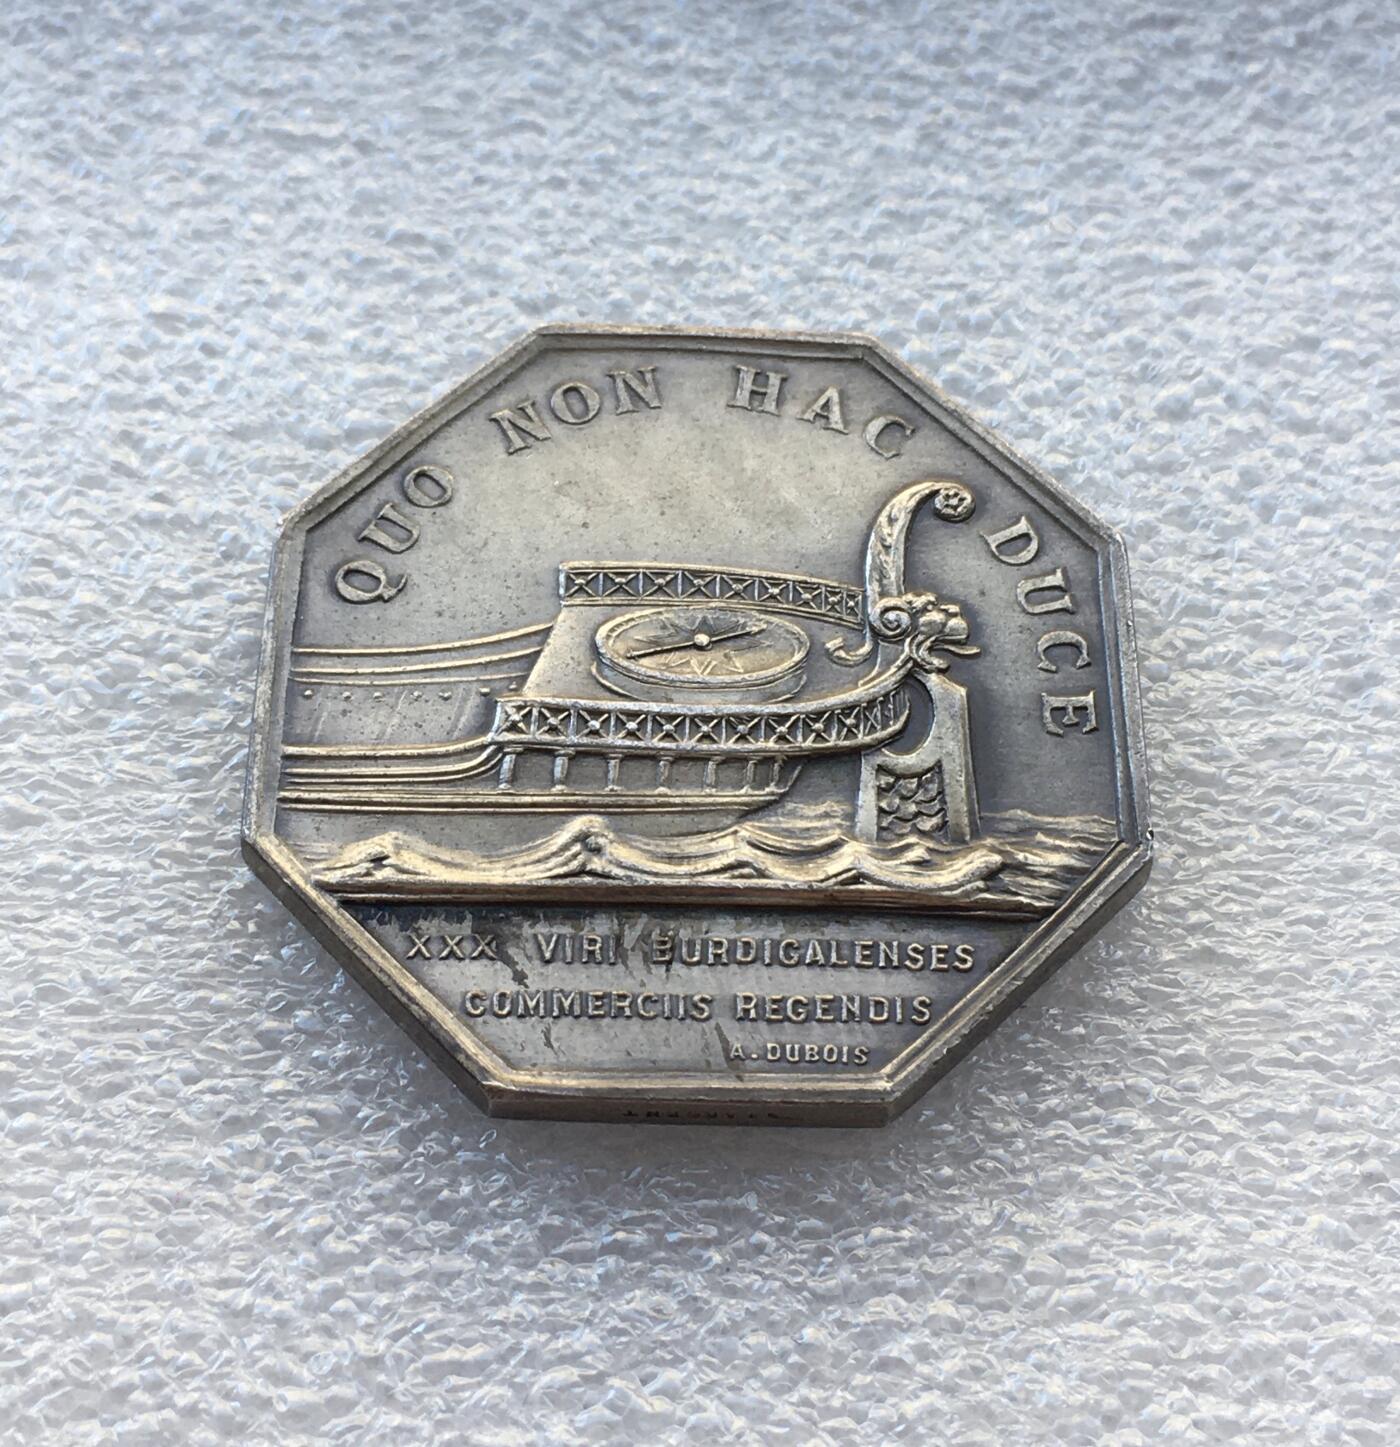 QUO NON HAC DUCE
XXX VIRI BURDIGALENSES
COMMERCIIS REGENDIS
A. DUBOIS